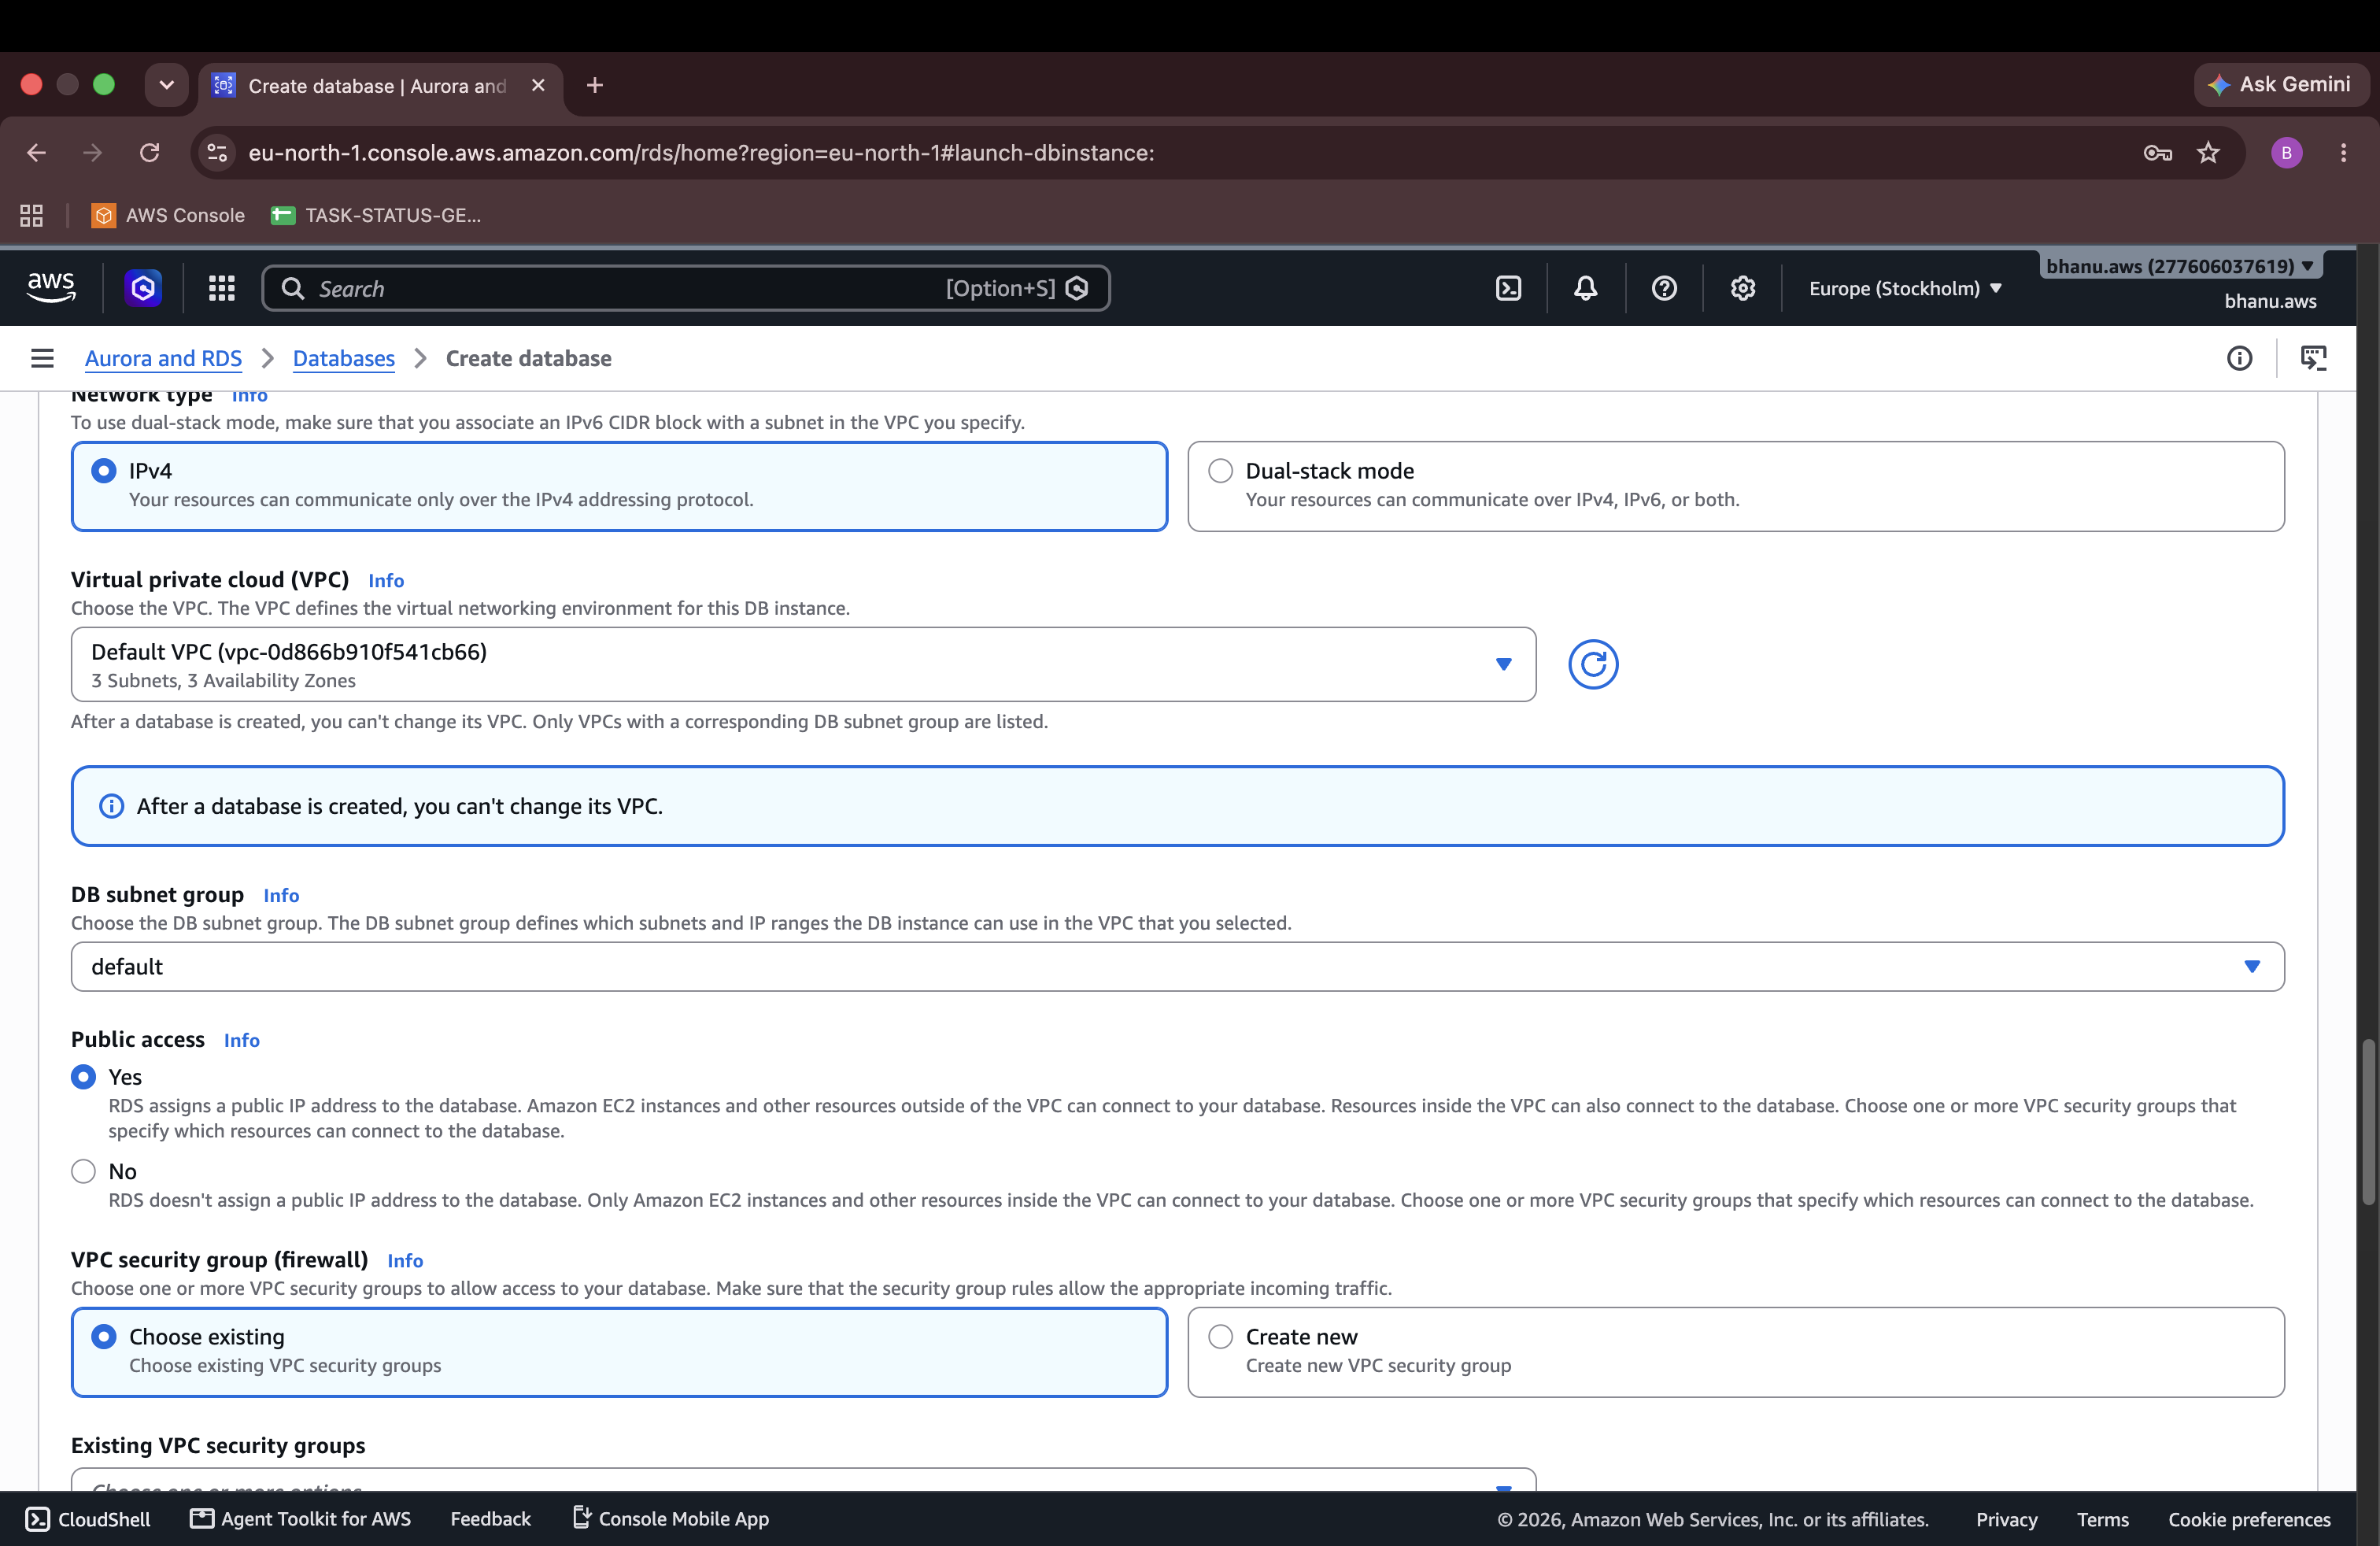 Create database | Aurora and
Ask Gemini
eu-north-1.console.aws.amazon.com/rds/home?region=eu-north-1#launch-dbinstance:
B
AWS Console
TASK-STATUS-GE...
aws
Search
[Option+S]
Europe (Stockholm)
bhanu.aws (277606037619)
bhanu.aws
Aurora and RDS
Databases
Create database
Network type Info
To use dual-stack mode, make sure that you associate an IPv6 CIDR block with a subnet in the VPC you specify.
IPv4
Your resources can communicate only over the IPv4 addressing protocol.
Dual-stack mode
Your resources can communicate over IPv4, IPv6, or both.
Virtual private cloud (VPC) Info
Choose the VPC. The VPC defines the virtual networking environment for this DB instance.
Default VPC (vpc-0d866b910f541cb66)
3 Subnets, 3 Availability Zones
After a database is created, you can't change its VPC. Only VPCs with a corresponding DB subnet group are listed.
After a database is created, you can't change its VPC.
DB subnet group Info
Choose the DB subnet group. The DB subnet group defines which subnets and IP ranges the DB instance can use in the VPC that you selected.
default
Public access Info
Yes
RDS assigns a public IP address to the database. Amazon EC2 instances and other resources outside of the VPC can connect to your database. Resources inside the VPC can also connect to the database. Choose one or more VPC security groups that
specify which resources can connect to the database.
No
RDS doesn't assign a public IP address to the database. Only Amazon EC2 instances and other resources inside the VPC can connect to your database. Choose one or more VPC security groups that specify which resources can connect to the database.
VPC security group (firewall) Info
Choose one or more VPC security groups to allow access to your database. Make sure that the security group rules allow the appropriate incoming traffic.
Choose existing
Choose existing VPC security groups
Create new
Create new VPC security group
Existing VPC security groups
Choose one or more options
CloudShell
Agent Toolkit for AWS
Feedback
Console Mobile App
© 2026, Amazon Web Services, Inc. or its affiliates.
Privacy
Terms
Cookie preferences